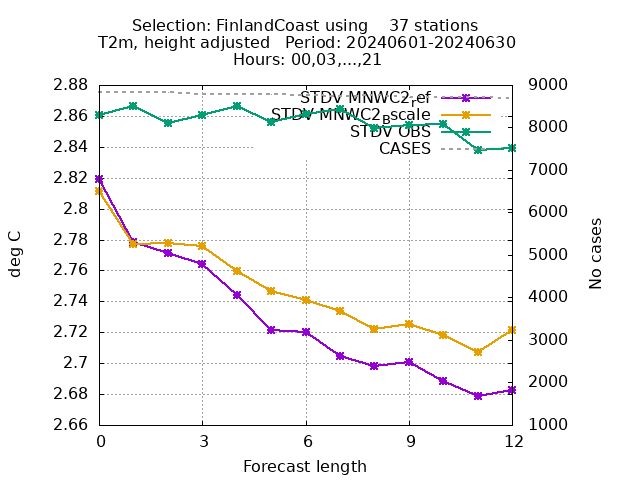 Selection: FinlandCoast using    37 stations
T2m, height adjusted   Period: 20240601-20240630
Hours: 00,03,...,21
STDV MNWC2_ref
STDV MNWC2_Bscale
STDV OBS
CASES
2.88
2.86
2.84
2.82
2.8
2.78
2.76
2.74
2.72
2.7
2.68
2.66
deg C
9000
8000
7000
6000
5000
4000
3000
2000
1000
No cases
0 3 6 9 12
Forecast length